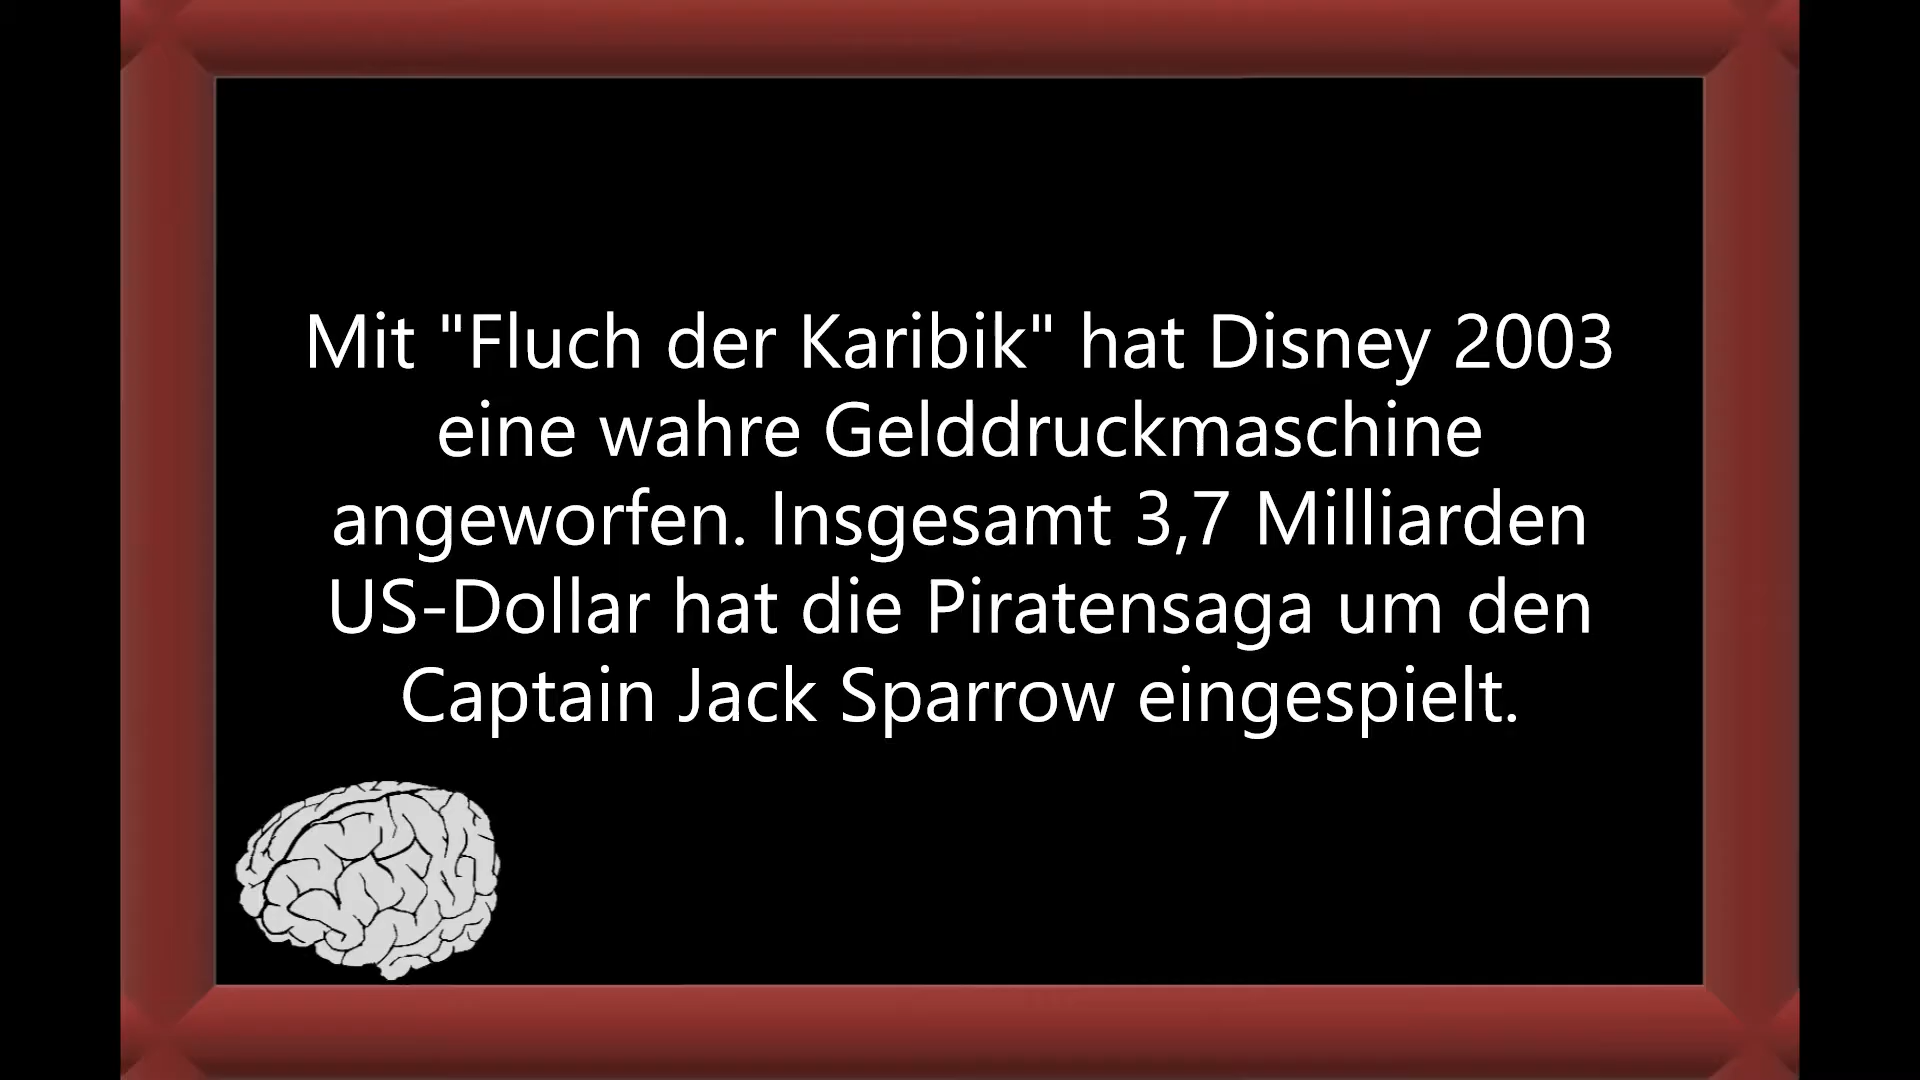 Mit "Fluch der Karibik" hat Disney 2003
eine wahre Gelddruckmaschine
angeworfen. Insgesamt 3,7 Milliarden
US-Dollar hat die Piratensaga um den
Captain Jack Sparrow eingespielt.